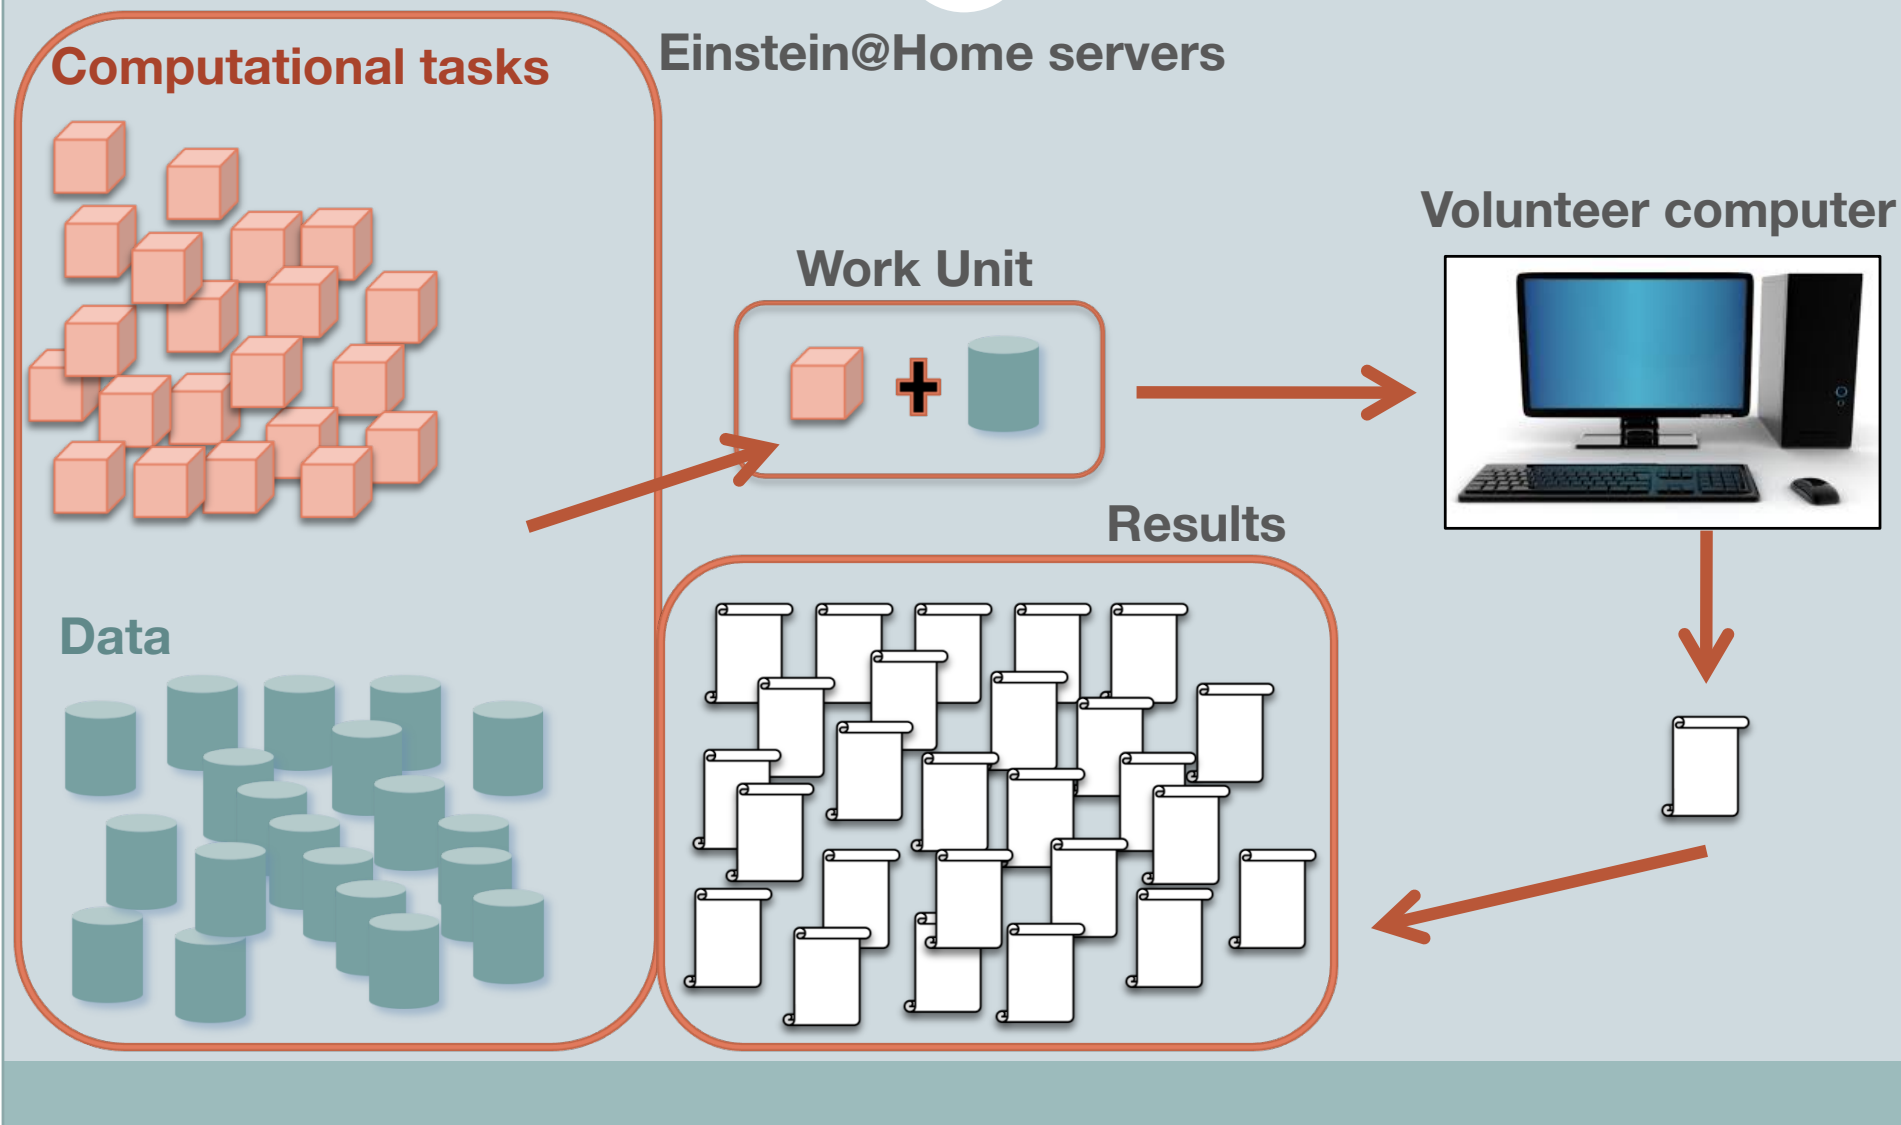 Computational tasks
Einstein@Home servers
Volunteer computer
Work Unit
Results
Data